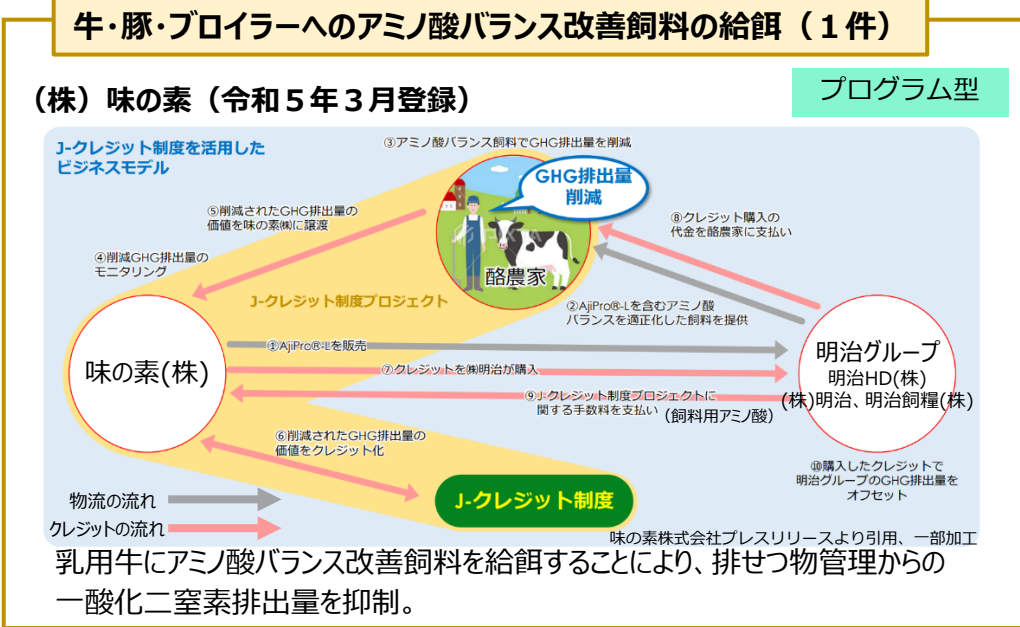 牛・豚・ブロイラーへのアミノ酸バランス改善飼料の給餌（１件）
（株）味の素（令和５年３月登録）
プログラム型
J-クレジット制度を活用した
ビジネスモデル
③アミノ酸バランス飼料でGHG排出量を削減
GHG排出量
削減
⑤削減されたGHG排出量の
価値を味の素㈱に譲渡
⑧クレジット購入の
代金を酪農家に支払い
④削減GHG排出量の
モニタリング
酪農家
J-クレジット制度プロジェクト
②AjiPro®-Lを含むアミノ酸
バランスを適正化した飼料を提供
①AjiPro®-Lを販売
味の素(株)
⑦クレジットを㈱明治が購入
明治グループ
明治HD(株)
(株)明治、明治飼糧(株)
⑨J-クレジット制度プロジェクトに
関する手数料を支払い
(飼料用アミノ酸)
⑥削減されたGHG排出量の
価値をクレジット化
⑩購入したクレジットで
明治グループのGHG排出量を
オフセット
J-クレジット制度
物流の流れ
クレジットの流れ
味の素株式会社プレスリリースより引用、一部加工
乳用牛にアミノ酸バランス改善飼料を給餌することにより、排せつ物管理からの
一酸化二窒素排出量を抑制。